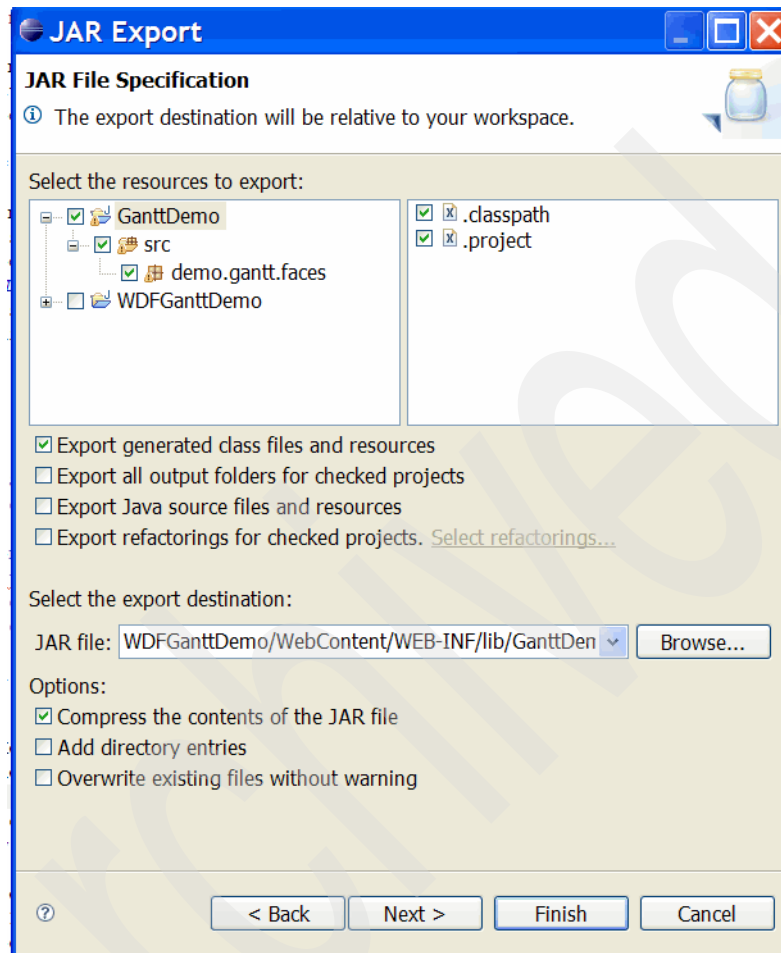 JAR Export
JAR File Specification
The export destination will be relative to your workspace.
Select the resources to export:
GanttDemo
src
demo.gantt.faces
WDFGanttDemo
.classpath
.project
Export generated class files and resources
Export all output folders for checked projects
Export Java source files and resources
Export refactorings for checked projects. Select refactorings...
Select the export destination:
JAR file: WDFGanttDemo/WebContent/WEB-INF/lib/GanttDen Browse...
Options:
Compress the contents of the JAR file
Add directory entries
Overwrite existing files without warning
< Back Next > Finish Cancel